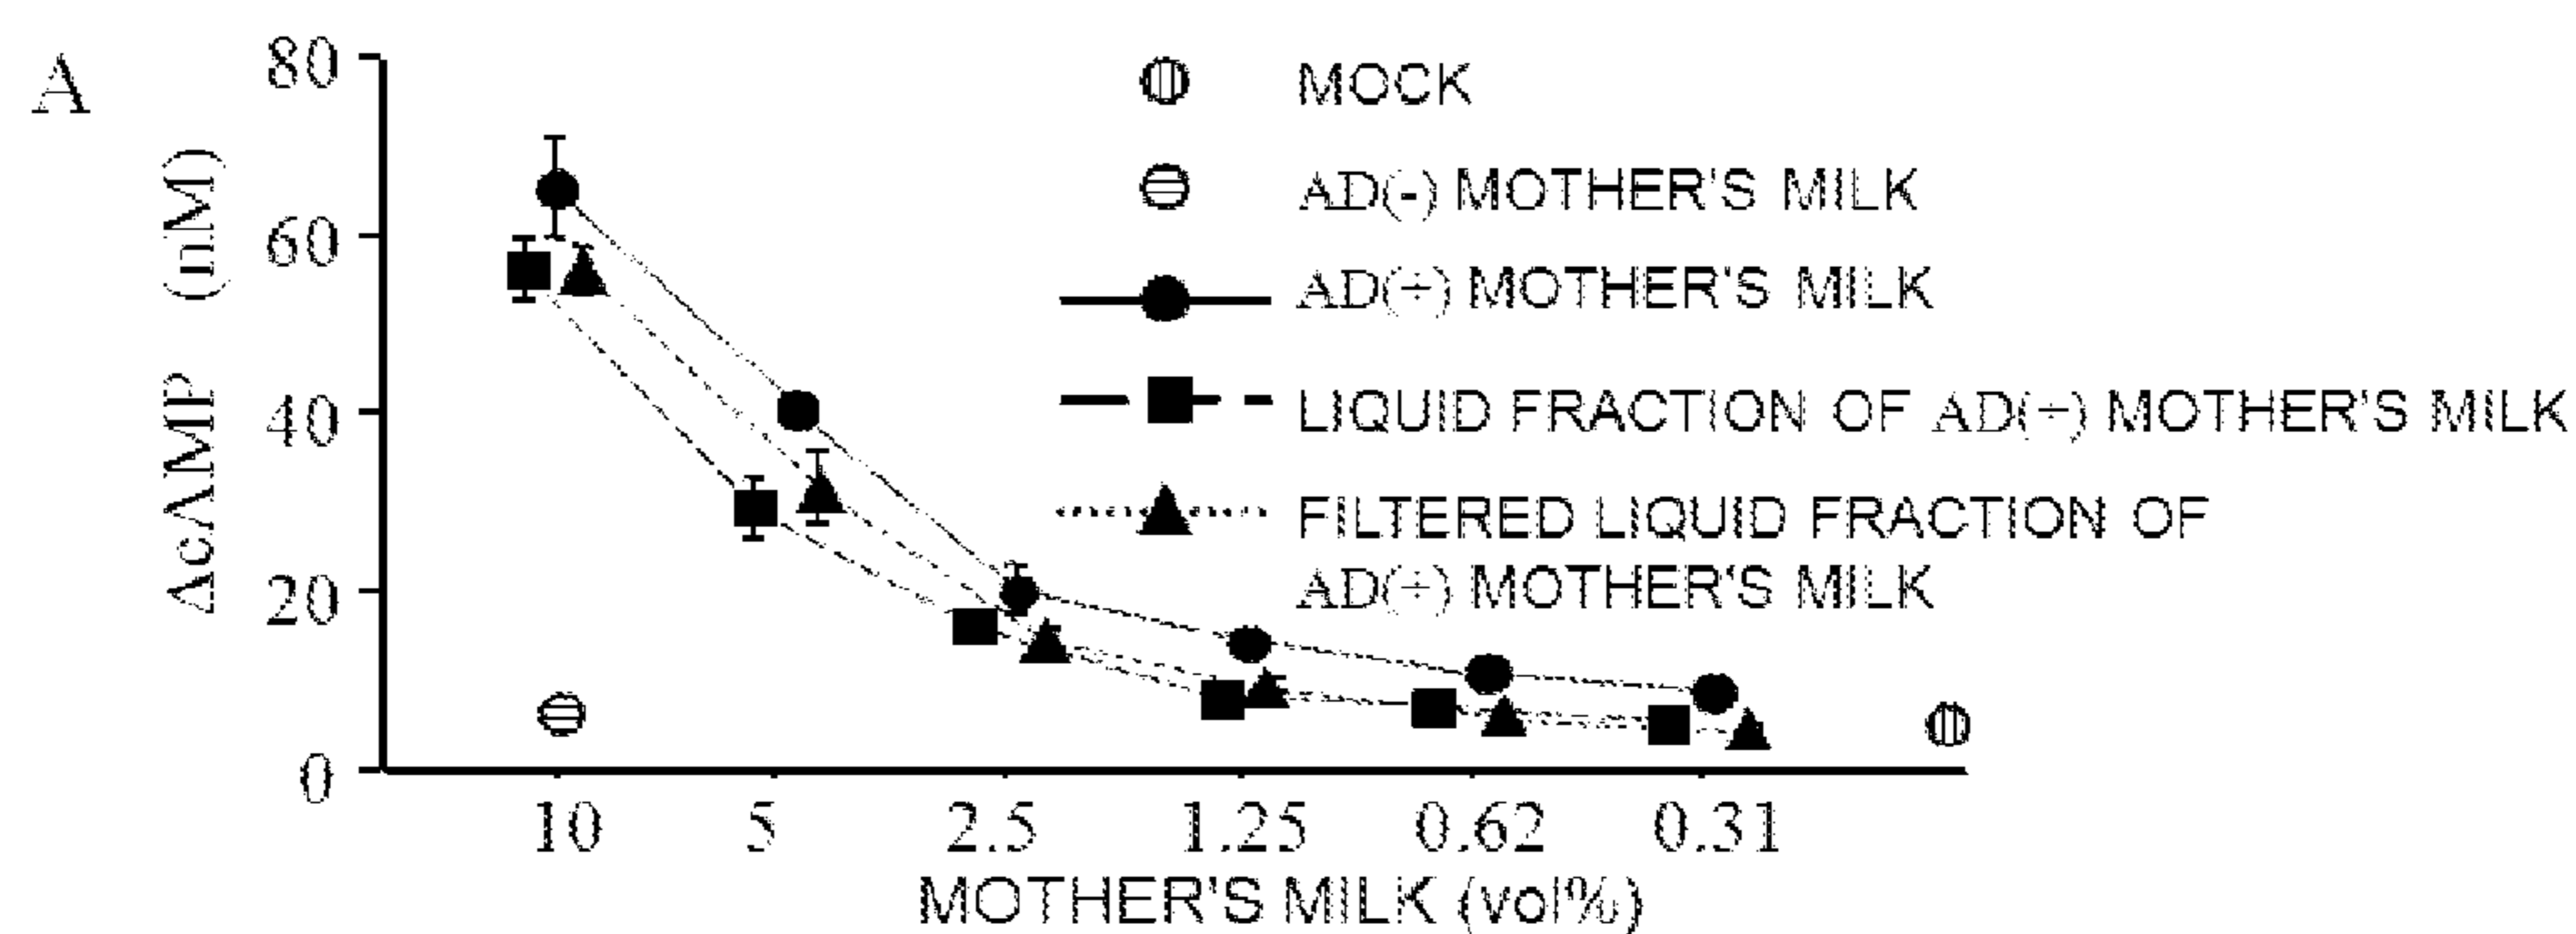 A
80
60
40
20
0
ΔcAMP (nM)
MOCK
AD(-) MOTHER'S MILK
AD(+) MOTHER'S MILK
LIQUID FRACTION OF AD(+) MOTHER'S MILK
FILTERED LIQUID FRACTION OF
AD(+) MOTHER'S MILK
10 5 2.5 1.25 0.62 0.31
MOTHER'S MILK (vol%)